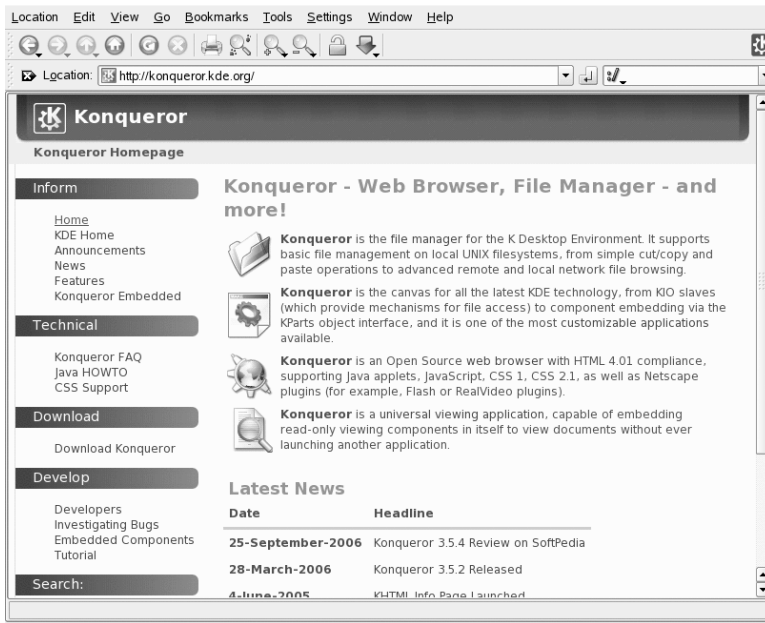 Location Edit View Go Bookmarks Tools Settings Window Help
Location: http://konqueror.kde.org/
Konqueror
Konqueror Homepage
Inform
Home
KDE Home
Announcements
News
Features
Konqueror Embedded
Technical
Konqueror FAQ
Java HOWTO
CSS Support
Download
Download Konqueror
Develop
Developers
Investigating Bugs
Embedded Components
Tutorial
Search:
Konqueror - Web Browser, File Manager - and
more!
Konqueror is the file manager for the K Desktop Environment. It supports
basic file management on local UNIX filesystems, from simple cut/copy and
paste operations to advanced remote and local network file browsing.
Konqueror is the canvas for all the latest KDE technology, from KIO slaves
(which provide mechanisms for file access) to component embedding via the
KParts object interface, and it is one of the most customizable applications
available.
Konqueror is an Open Source web browser with HTML 4.01 compliance,
supporting Java applets, JavaScript, CSS 1, CSS 2.1, as well as Netscape
plugins (for example, Flash or RealVideo plugins).
Konqueror is a universal viewing application, capable of embedding
read-only viewing components in itself to view documents without ever
launching another application.
Latest News
Date Headline
25-September-2006 Konqueror 3.5.4 Review on SoftPedia
28-March-2006 Konqueror 3.5.2 Released
4-June-2005 KHTML Info Page Launched